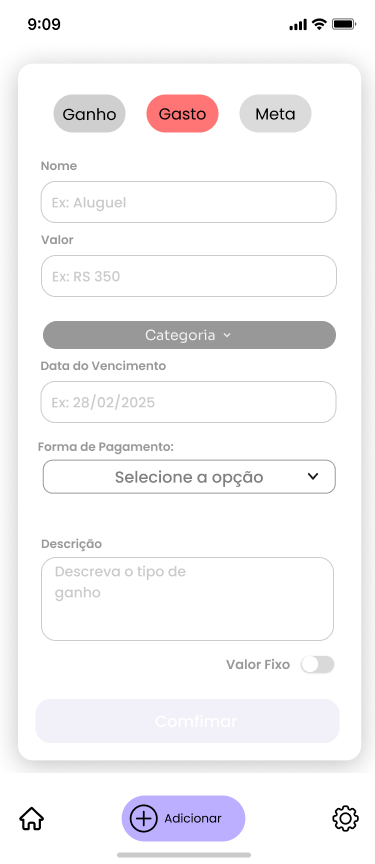 9:09
Ganho
Gasto
Meta
Nome
Ex: Aluguel
Valor
Ex: RS 350
Categoria
Data do Vencimento
Ex: 28/02/2025
Forma de Pagamento:
Selecione a opção
Descrição
Descreva o tipo de
ganho
Valor Fixo
Comfimar
Adicionar